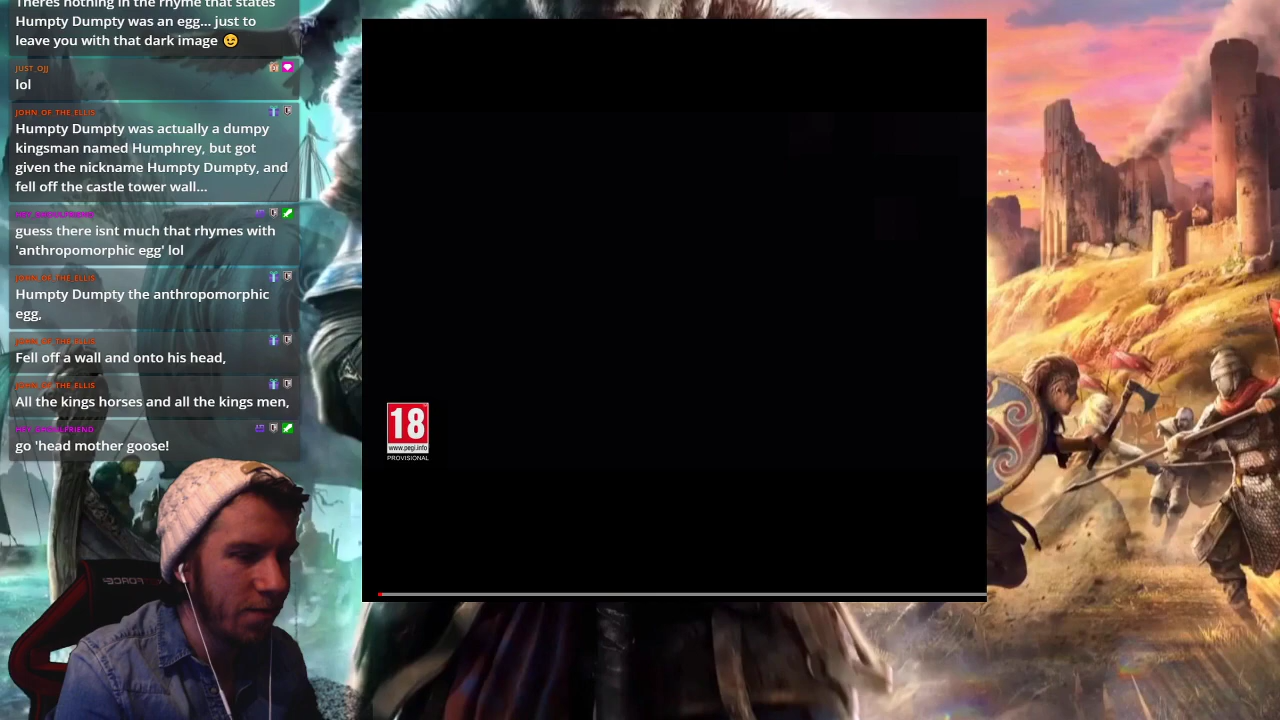 Theres nothing in the rhyme that states
Humpty Dumpty was an egg... just to
leave you with that dark image 😉
JUST_OJJ
lol
JOHN_OF_THE_ELLIS
Humpty Dumpty was actually a dumpy
kingsman named Humphrey, but got
given the nickname Humpty Dumpty, and
fell off the castle tower wall...
guess there isnt much that rhymes with
'anthropomorphic egg' lol
JOHN_OF_THE_ELLIS
Humpty Dumpty the anthropomorphic
egg,
JOHN_OF_THE_ELLIS
Fell off a wall and onto his head,
JOHN_OF_THE_ELLIS
All the kings horses and all the kings men,
go 'head mother goose!
18
www.pegi.info
PROVISIONAL